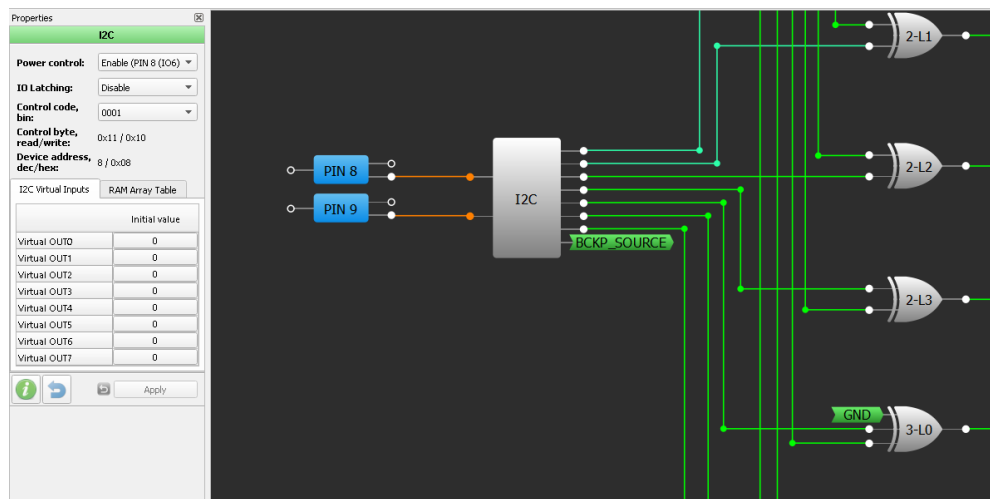 Properties
I2C
Power control: Enable (PIN 8 (IO6)
IO Latching: Disable
Control code, bin: 0001
Control byte, read/write: 0x11 / 0x10
Device address, dec/hex: 8 / 0x08
I2C Virtual Inputs RAM Array Table
Initial value
Virtual OUT0 0
Virtual OUT1 0
Virtual OUT2 0
Virtual OUT3 0
Virtual OUT4 0
Virtual OUT5 0
Virtual OUT6 0
Virtual OUT7 0
Apply
PIN 8
PIN 9
I2C
BCKP_SOURCE
2-L1
2-L2
2-L3
GND
3-L0